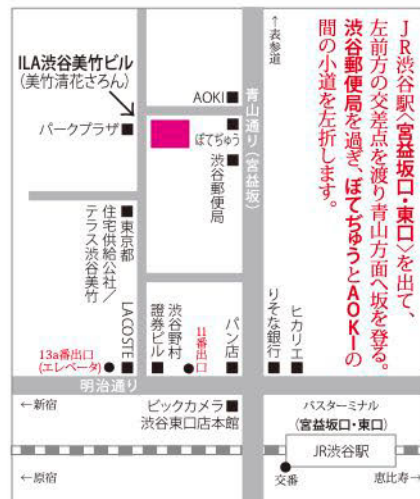 JR渋谷駅〈宮益坂口・東口〉を出て、
左前方の交差点を渡り青山方面へ坂を登る。
渋谷郵便局を過ぎ、ぼてぢゅうとAOKIの
間の小道を左折します。
↑表参道
ILA渋谷美竹ビル
(美竹清花さろん)
パークプラザ■
AOKI■
青山通り(宮益坂)
■ぼてぢゅう
■渋谷郵便局
■東京都
住宅供給公社/
テラス渋谷美竹
LACOSTE■
■渋谷野村
證券ビル
11番出口●
パン店■
りそな銀行■
ヒカリエ■
13a番出口●
(エレベータ)
明治通り
←新宿
ビックカメラ■
渋谷東口店本館
バスターミナル
(宮益坂口・東口)
JR渋谷駅
←原宿
交番
恵比寿→